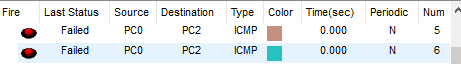 Fire Last Status Source Destination Type Color Time(sec) Periodic Num
Failed PC0 PC2 ICMP 0.000 N 5
Failed PC0 PC2 ICMP 0.000 N 6